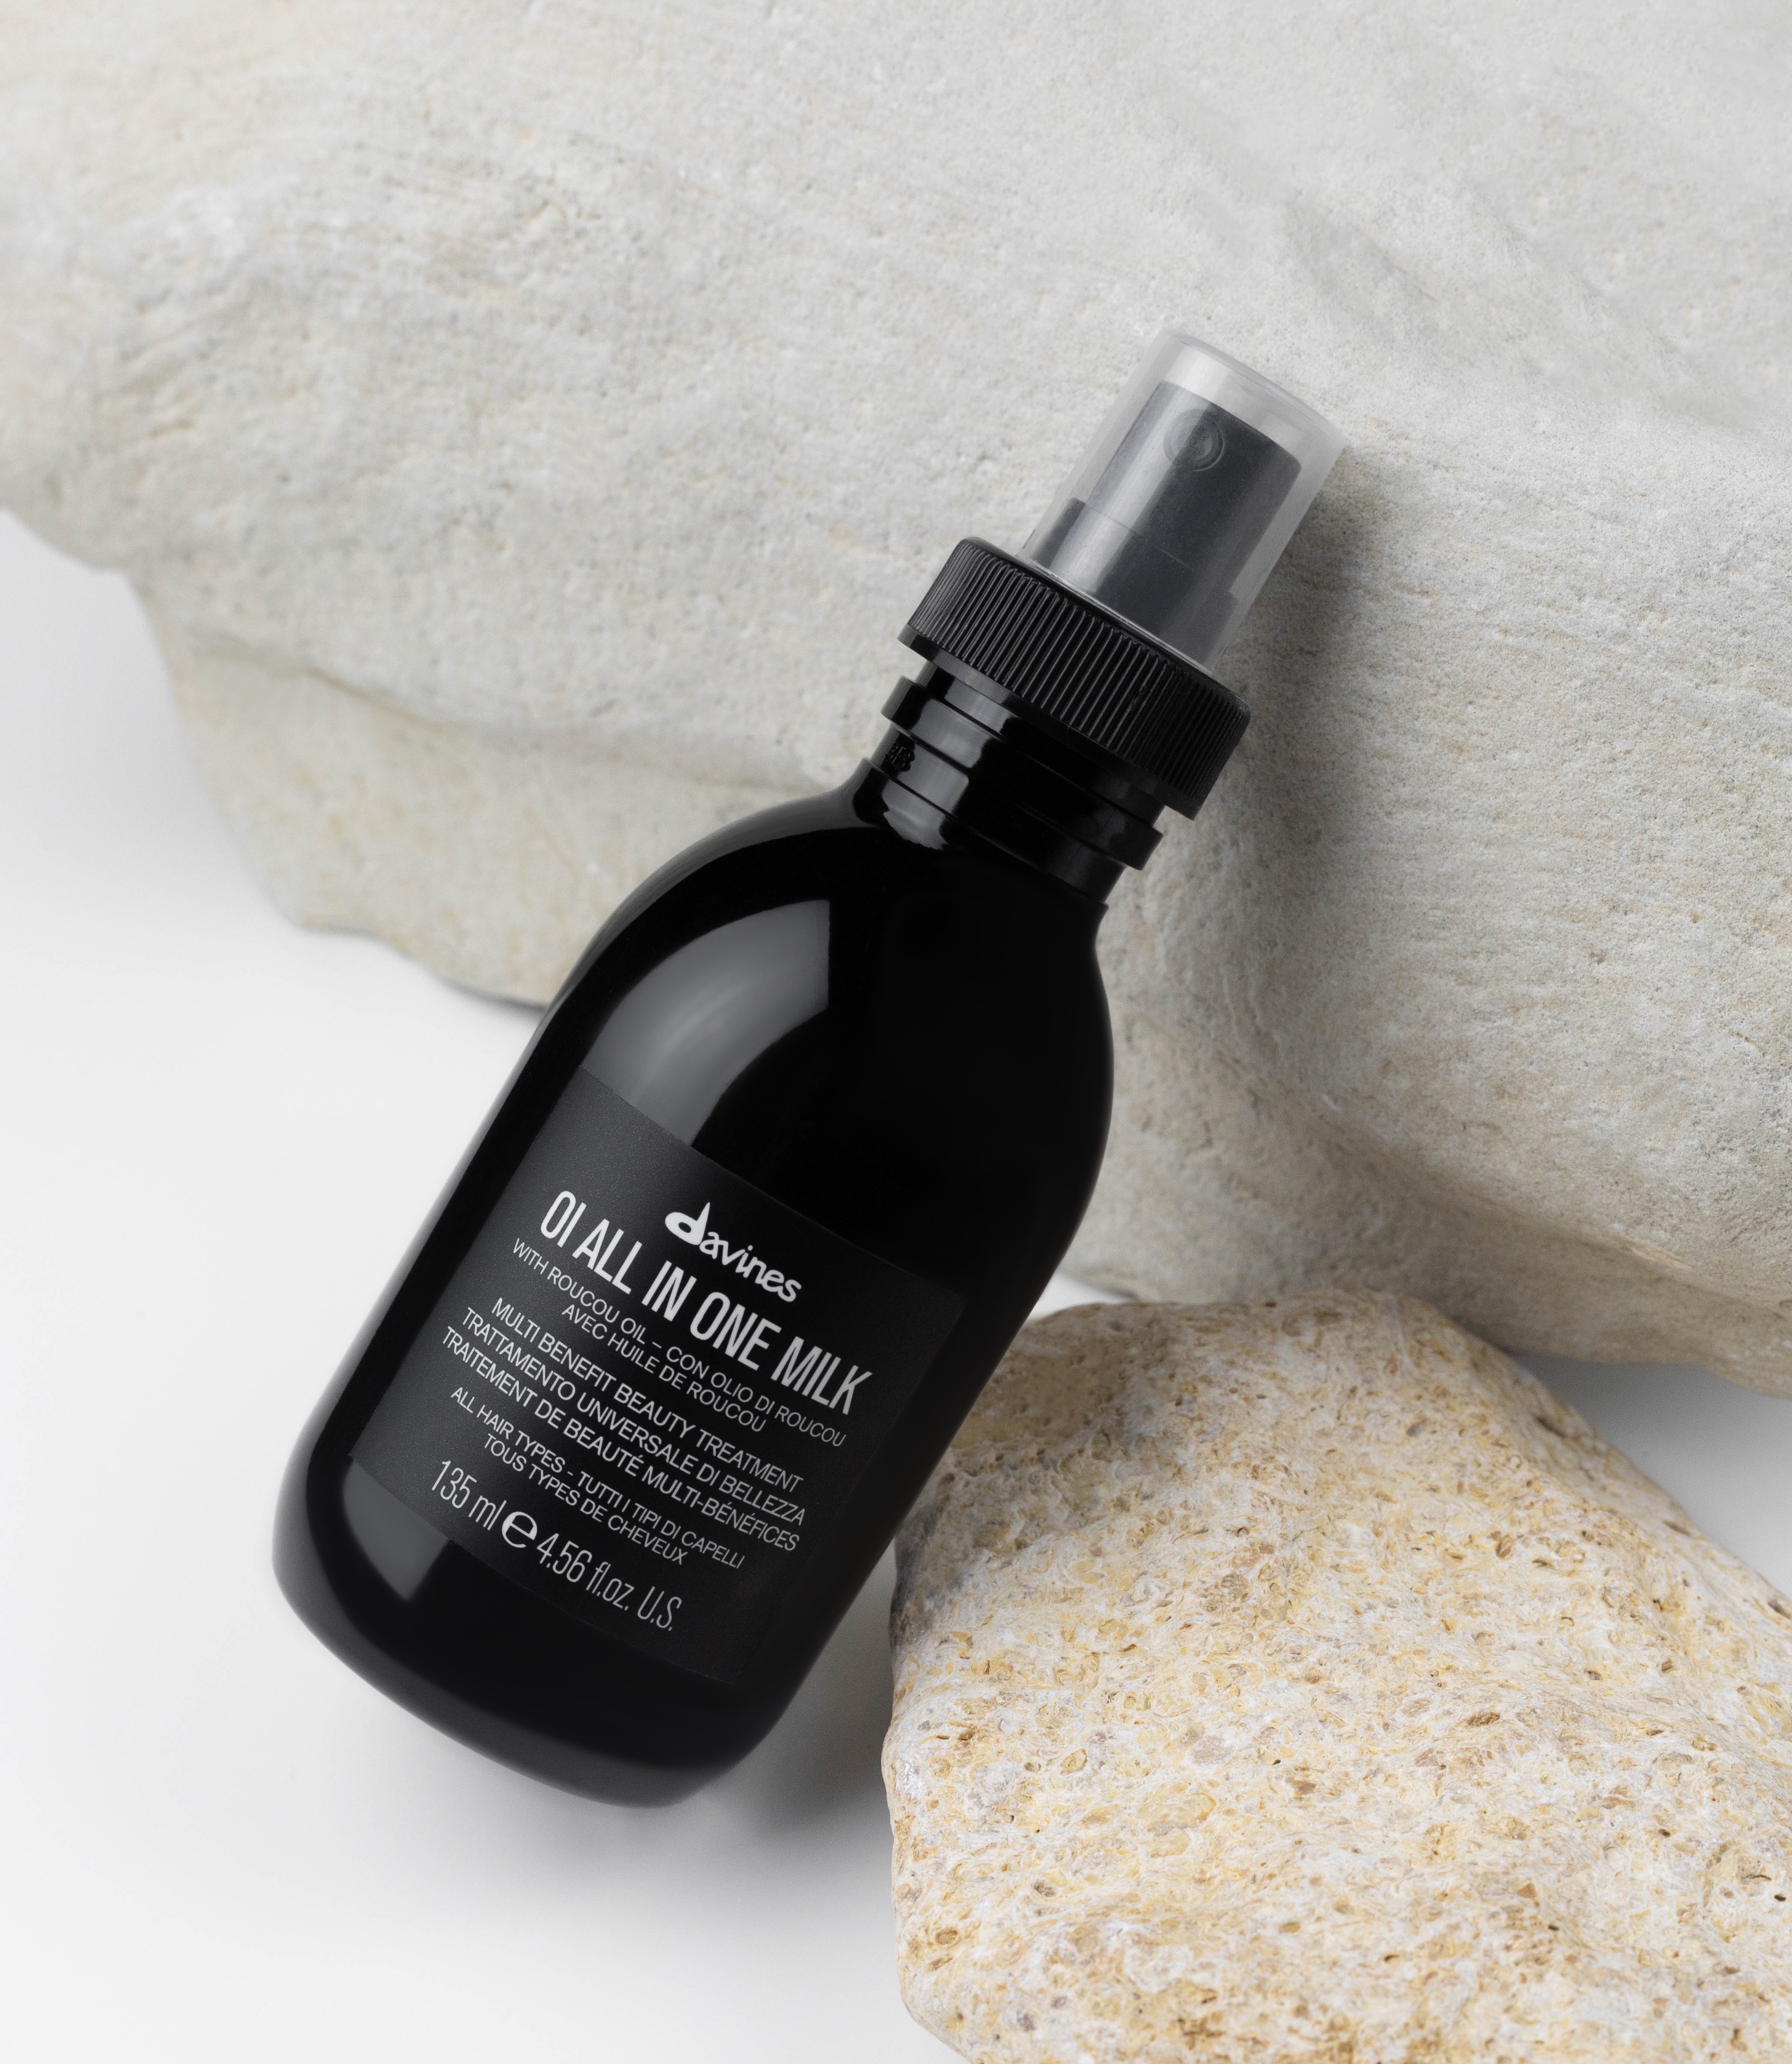 davines
OI ALL IN ONE MILK
WITH ROUCOU OIL – CON OLIO DI ROUCOU
AVEC HUILE DE ROUCOU
MULTI BENEFIT BEAUTY TREATMENT
TRATTAMENTO UNIVERSALE DI BELLEZZA
TRAITEMENT DE BEAUTÉ MULTI-BÉNÉFICES
ALL HAIR TYPES - TUTTI I TIPI DI CAPELLI
TOUS TYPES DE CHEVEUX
135 ml ℮ 4.56 fl.oz. U.S.